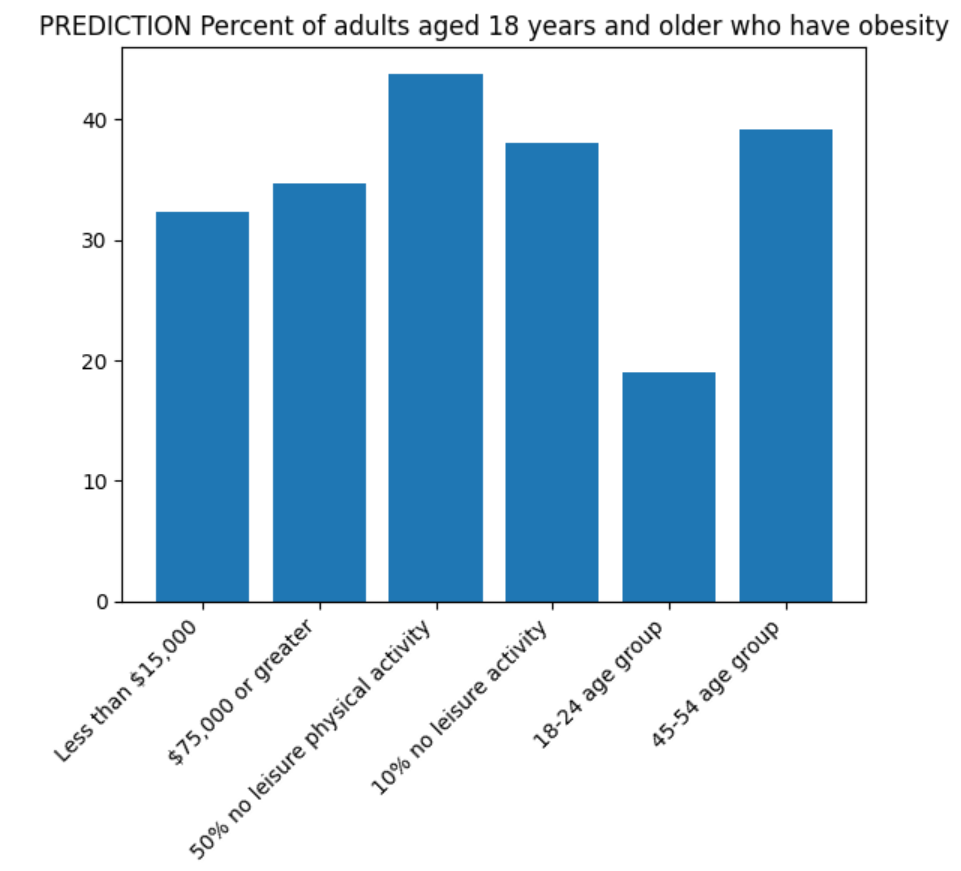 PREDICTION Percent of adults aged 18 years and older who have obesity
40
30
20
10
0
Less than $15,000
$75,000 or greater
50% no leisure physical activity
10% no leisure activity
18-24 age group
45-54 age group